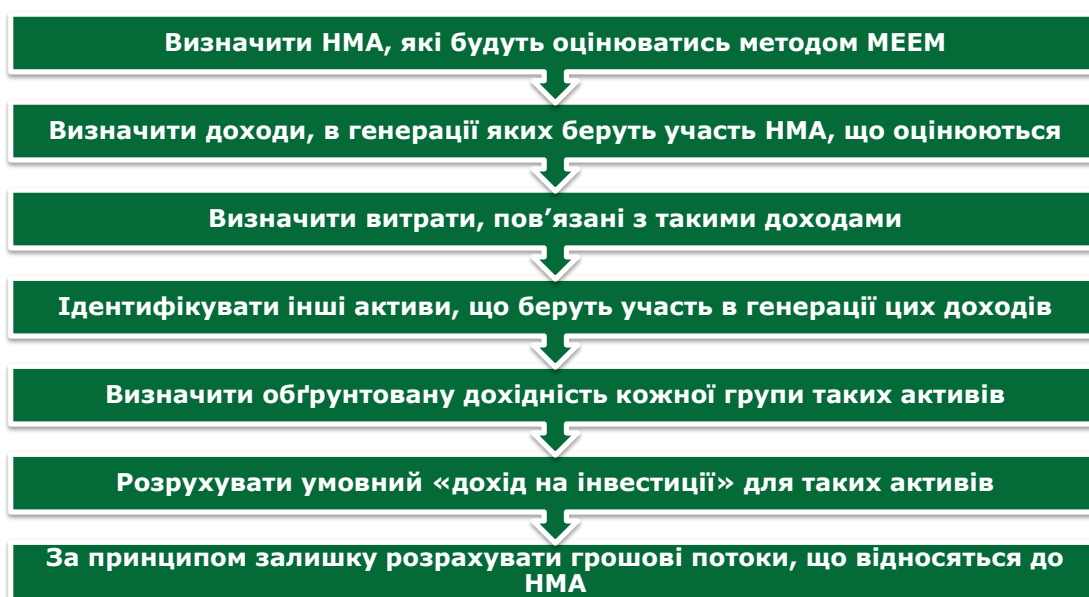 Визначити НМА, які будуть оцінюватись методом МЕЕМ
Визначити доходи, в генерації яких беруть участь НМА, що оцінюються
Визначити витрати, пов’язані з такими доходами
Ідентифікувати інші активи, що беруть участь в генерації цих доходів
Визначити обґрунтовану дохідність кожної групи таких активів
Розрухувати умовний «дохід на інвестиції» для таких активів
За принципом залишку розрахувати грошові потоки, що відносяться до
НМА